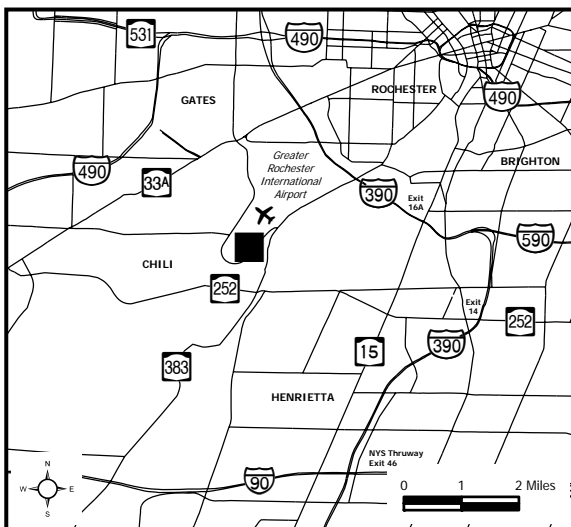 531
490
GATES
ROCHESTER
490
Greater
Rochester
International
Airport
BRIGHTON
490
33A
390
Exit
16A
590
CHILI
252
Exit
14
252
383
15
390
HENRIETTA
NYS Thruway
Exit 46
90
N
W
E
S
0
1
2 Miles